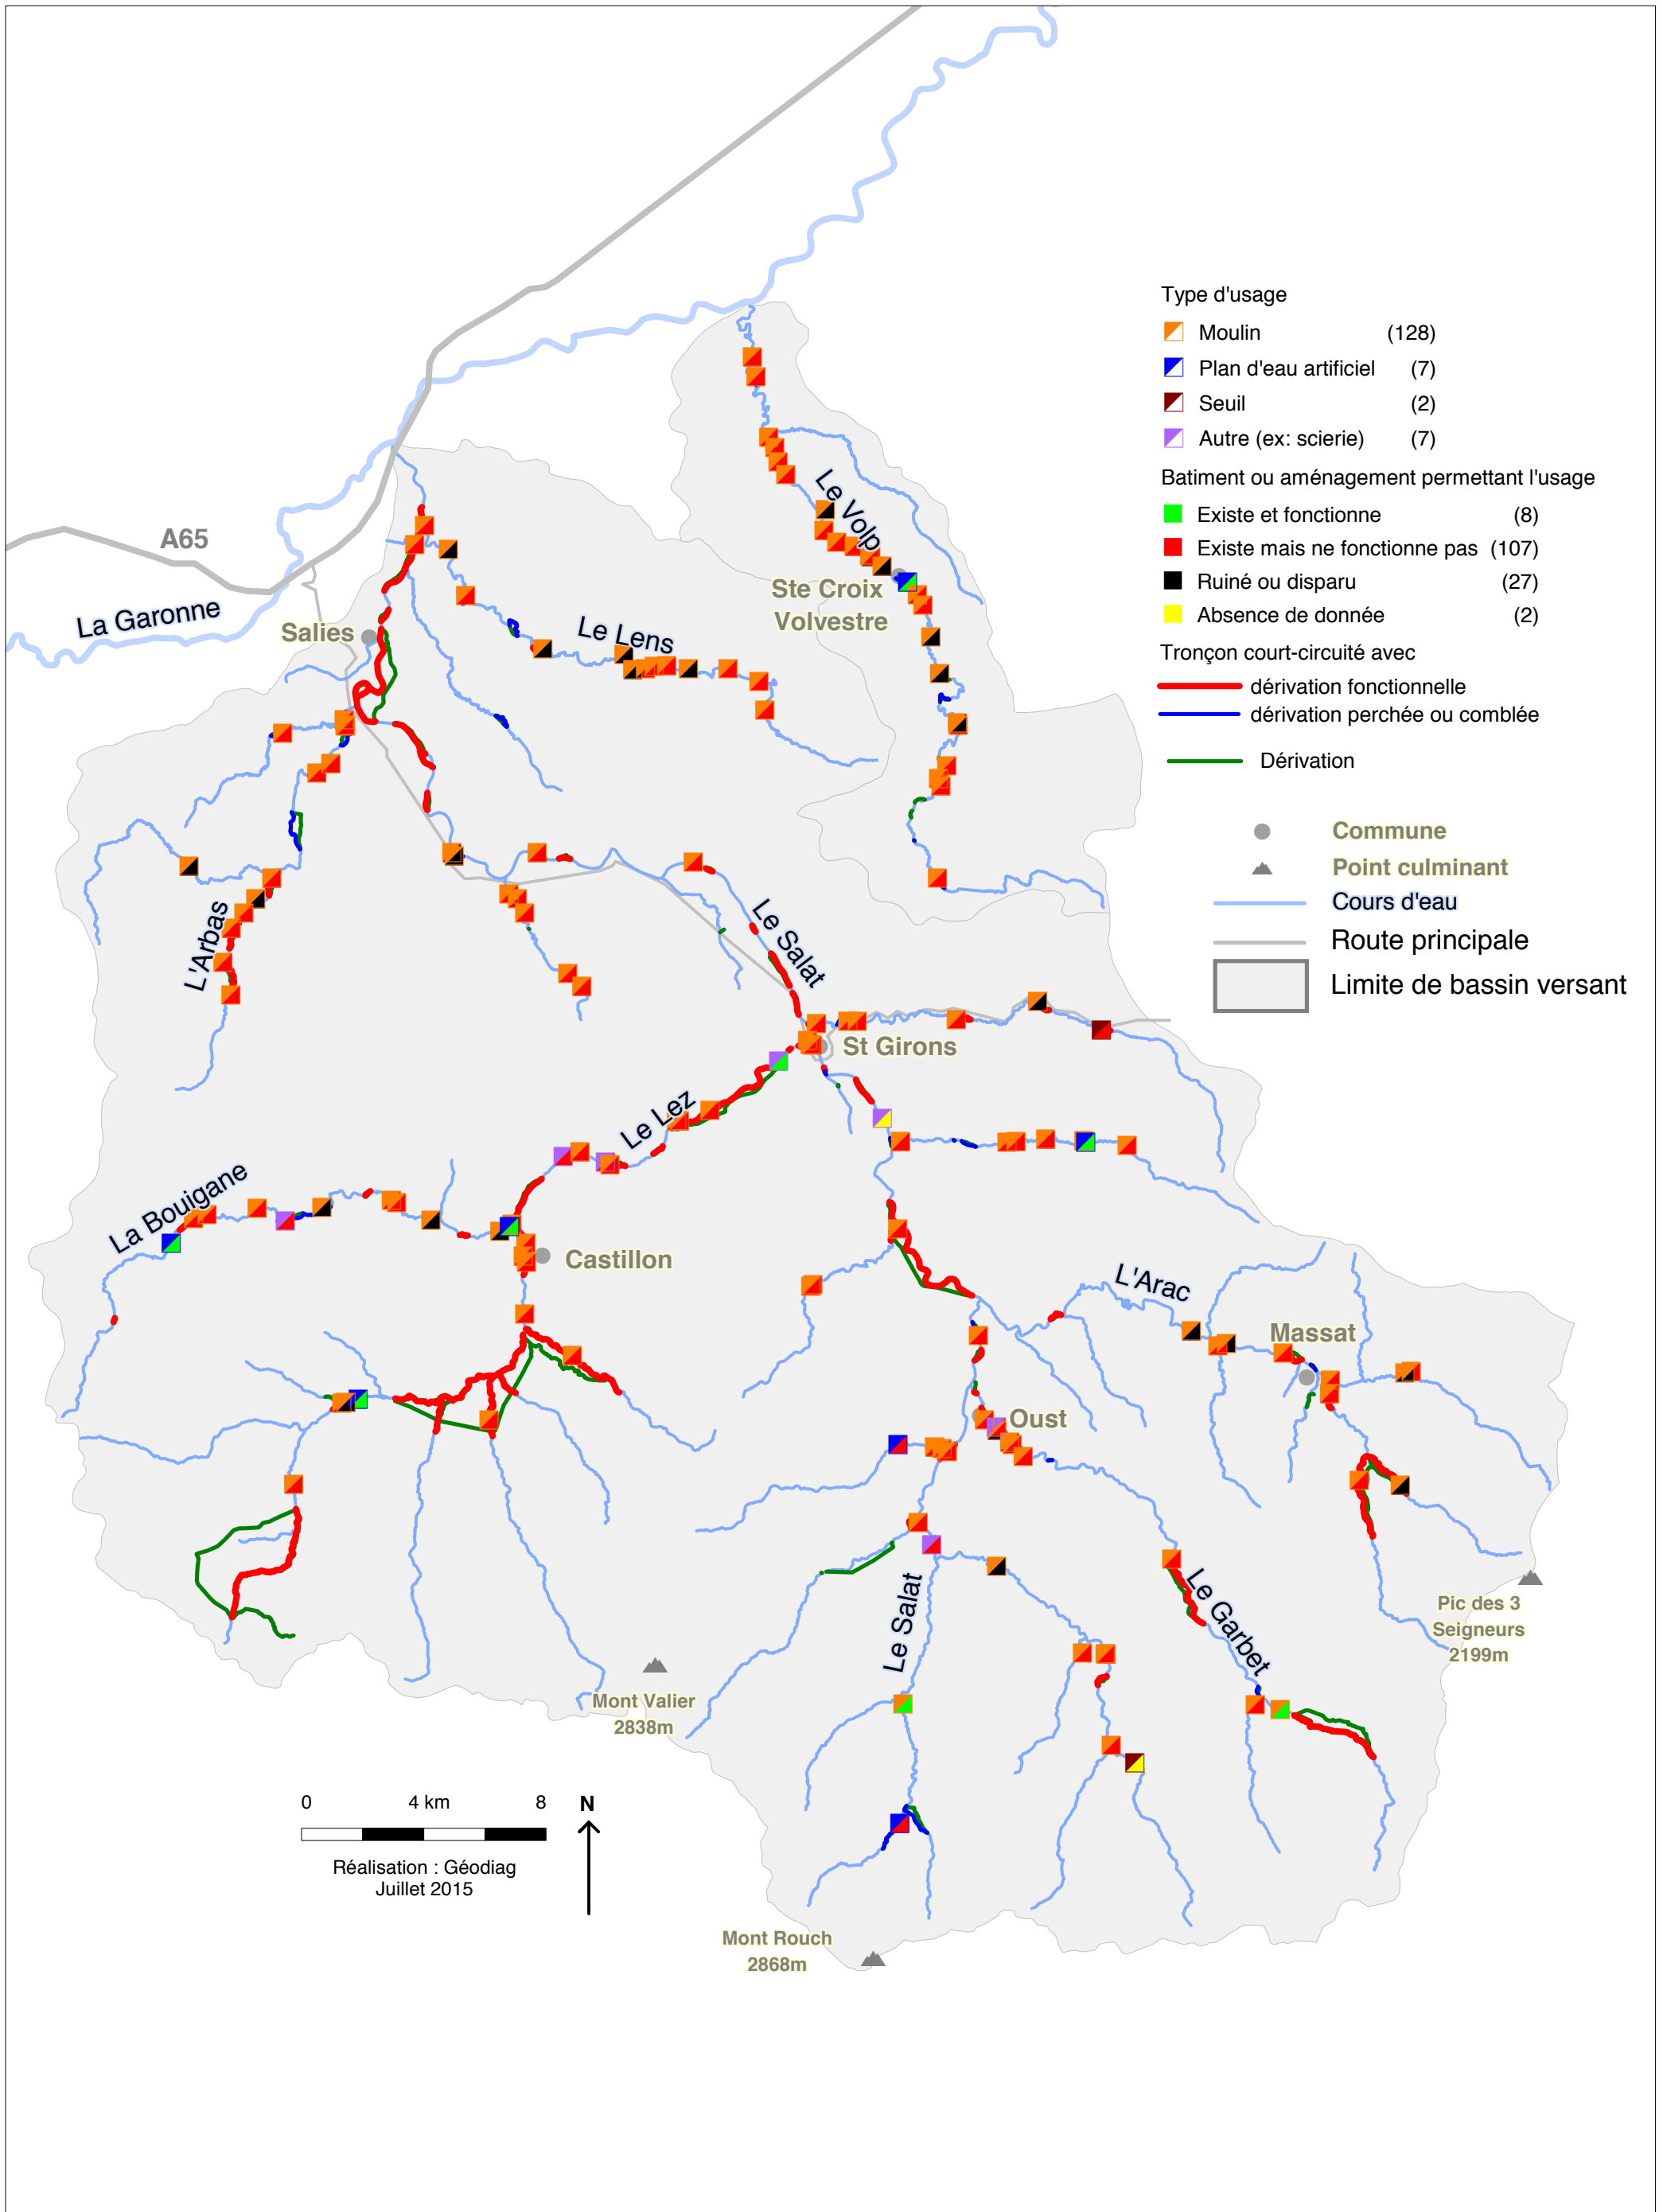 Type d'usage
Moulin (128)
Plan d'eau artificiel (7)
Seuil (2)
Autre (ex: scierie) (7)
Batiment ou aménagement permettant l'usage
Existe et fonctionne (8)
Existe mais ne fonctionne pas (107)
Ruiné ou disparu (27)
Absence de donnée (2)
Tronçon court-circuité avec
dérivation fonctionnelle
dérivation perchée ou comblée
Dérivation
Commune
Point culminant
Cours d'eau
Route principale
Limite de bassin versant
A65
La Garonne
Salies
Le Lens
Le Volp
Ste Croix
Volvestre
L'Arbas
Le Salat
St Girons
Le Lez
La Bouigane
Castillon
L'Arac
Massat
Oust
Le Salat
Le Garbet
Pic des 3
Seigneurs
2199m
Mont Valier
2838m
Mont Rouch
2868m
0 4 km 8
N
Réalisation : Géodiag
Juillet 2015